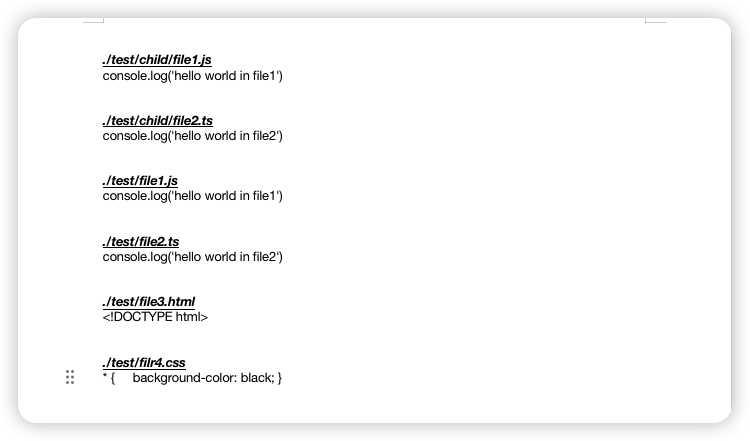 ./test/child/file1.js
console.log('hello world in file1')
./test/child/file2.ts
console.log('hello world in file2')
./test/file1.js
console.log('hello world in file1')
./test/file2.ts
console.log('hello world in file2')
./test/file3.html
<!DOCTYPE html>
./test/filr4.css
* {     background-color: black; }